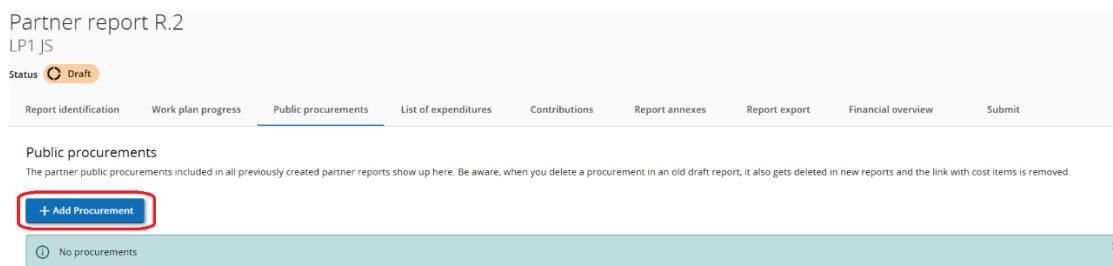 Partner report R.2
LP1 JS
Status Draft
Report identification Work plan progress Public procurements List of expenditures Contributions Report annexes Report export Financial overview Submit
Public procurements
The partner public procurements included in all previously created partner reports show up here. Be aware, when you delete a procurement in an old draft report, it also gets deleted in new reports and the link with cost items is removed.
+ Add Procurement
No procurements